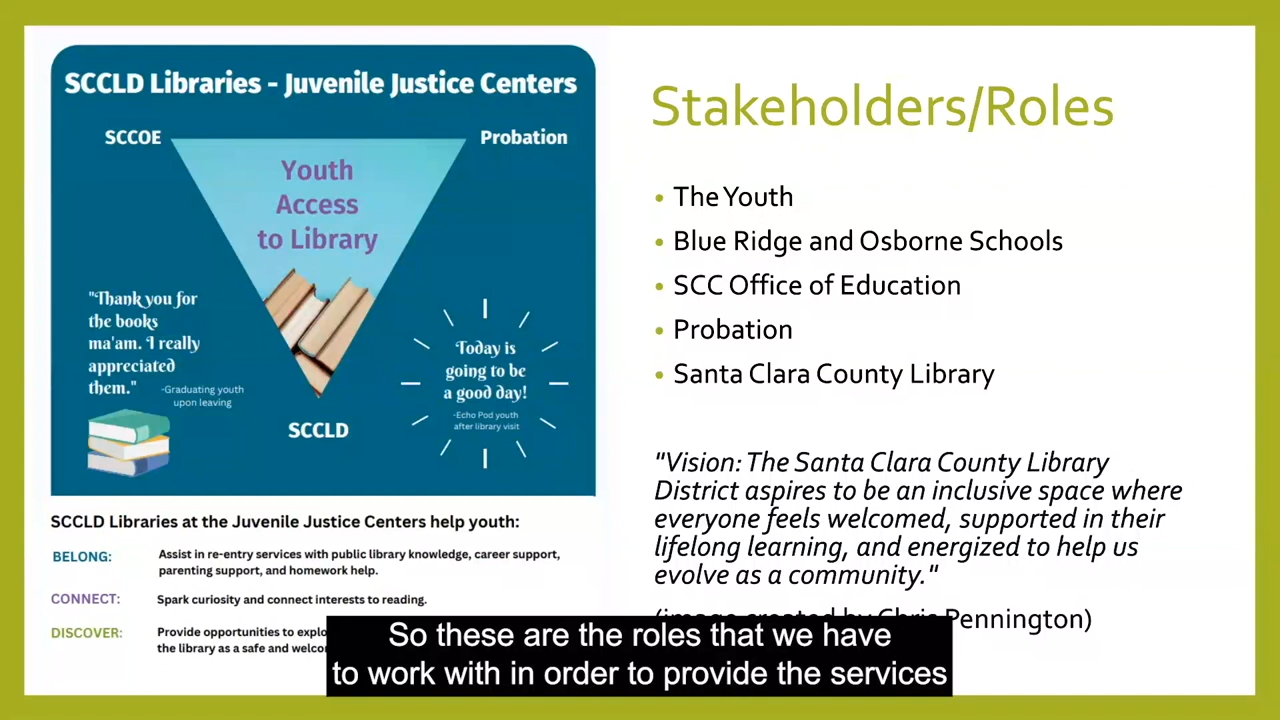 SCCLD Libraries - Juvenile Justice Centers
SCCOE
Probation
Youth
Access
to Library
"Thank you for
the books
ma'am. I really
appreciated
them."
-Graduating youth
upon leaving
Today is
going to be
a good day!
-Echo Pod youth
after library visit
SCCLD
SCCLD Libraries at the Juvenile Justice Centers help youth:
BELONG:
Assist in re-entry services with public library knowledge, career support,
parenting support, and homework help.
CONNECT:
Spark curiosity and connect interests to reading.
DISCOVER:
Provide opportunities to
the library as a safe and
Stakeholders/Roles
• The Youth
• Blue Ridge and Osborne Schools
• SCC Office of Education
• Probation
• Santa Clara County Library
"Vision: The Santa Clara County Library
District aspires to be an inclusive space where
everyone feels welcomed, supported in their
lifelong learning, and energized to help us
evolve as a community."
(image created by Chris Pennington)
So these are the roles that we have
to work with in order to provide the services